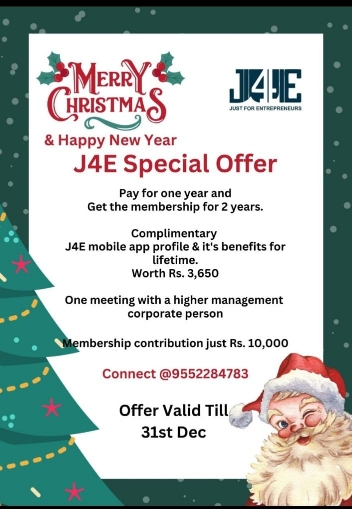 MERRY
CHRISTMAS
& Happy New Year
J4E
JUST FOR ENTREPRENEURS
J4E Special Offer
Pay for one year and
Get the membership for 2 years.
Complimentary
J4E mobile app profile & it's benefits for
lifetime.
Worth Rs. 3,650
One meeting with a higher management
corporate person
Membership contribution just Rs. 10,000
Connect @9552284783
Offer Valid Till
31st Dec